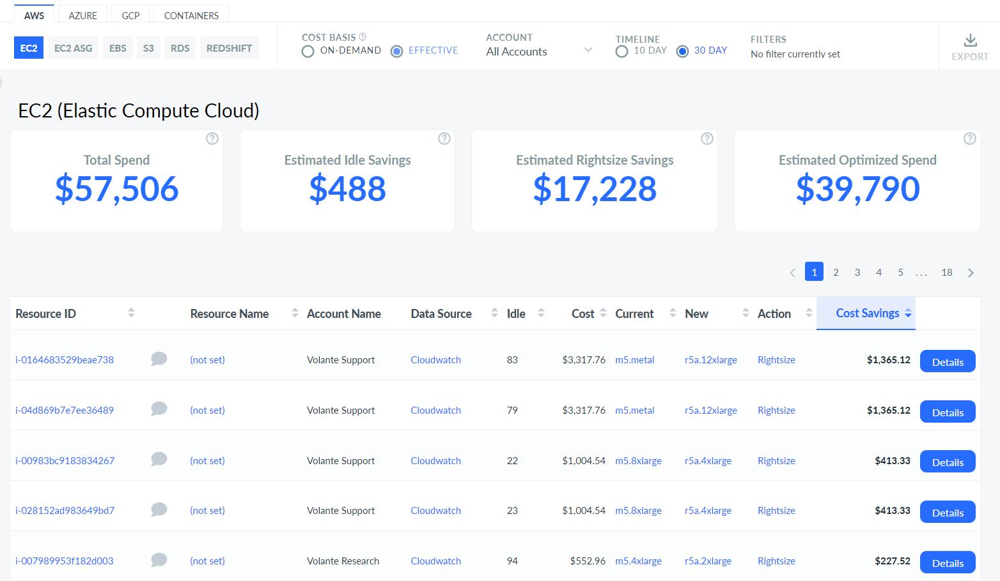 AWS AZURE GCP CONTAINERS
EC2 EC2 ASG EBS S3 RDS REDSHIFT
COST BASIS ?
ON-DEMAND EFFECTIVE
ACCOUNT
All Accounts
TIMELINE
10 DAY 30 DAY
FILTERS
No filter currently set
EXPORT
EC2 (Elastic Compute Cloud)
?
Total Spend
$57,506
?
Estimated Idle Savings
$488
?
Estimated Rightsize Savings
$17,228
?
Estimated Optimized Spend
$39,790
1 2 3 4 5 ... 18
Resource ID Resource Name Account Name Data Source Idle Cost Current New Action Cost Savings
i-0164683529beae738 (not set) Volante Support Cloudwatch 83 $3,317.76 m5.metal r5a.12xlarge Rightsize $1,365.12 Details
i-04d869b7e7ee36489 (not set) Volante Support Cloudwatch 79 $3,317.76 m5.metal r5a.12xlarge Rightsize $1,365.12 Details
i-00983bc9183834267 (not set) Volante Support Cloudwatch 22 $1,004.54 m5.8xlarge r5a.4xlarge Rightsize $413.33 Details
i-028152ad983649bd7 (not set) Volante Support Cloudwatch 23 $1,004.54 m5.8xlarge r5a.4xlarge Rightsize $413.33 Details
i-007989953f182d003 (not set) Volante Research Cloudwatch 94 $552.96 m5.4xlarge r5a.2xlarge Rightsize $227.52 Details